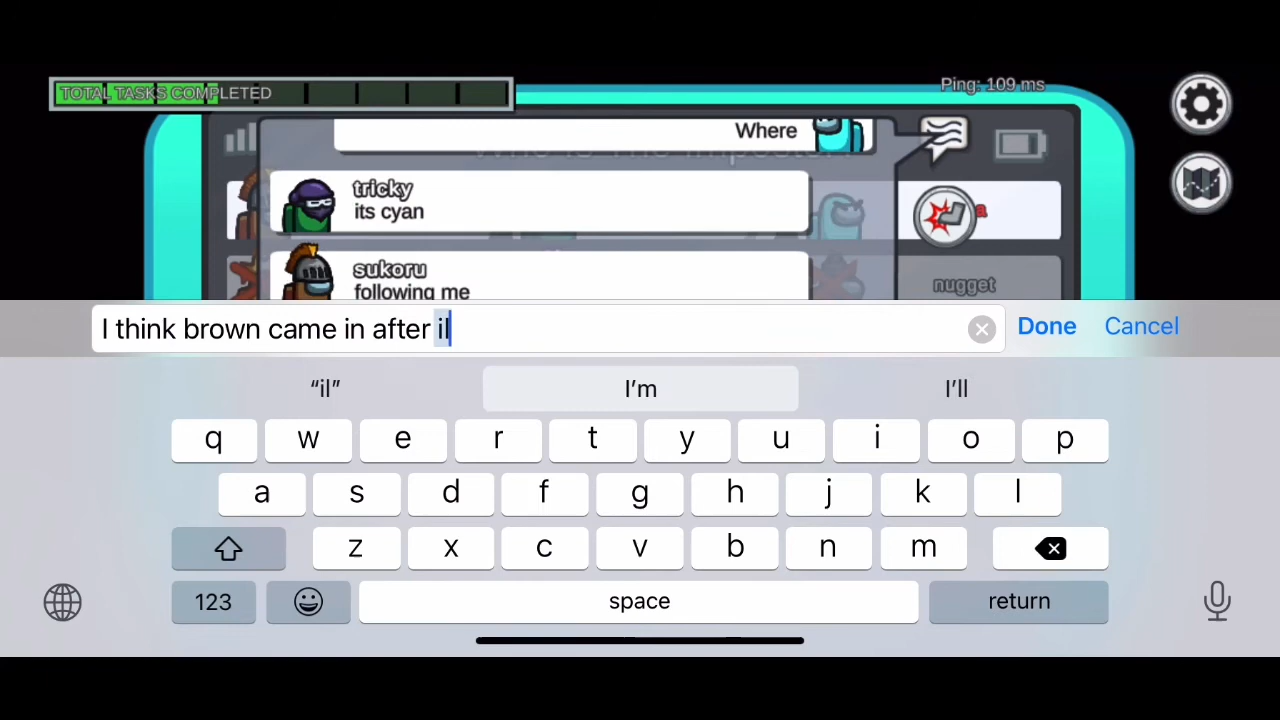 TOTAL TASKS COMPLETED
Ping: 109 ms
Where
tricky
its cyan
sukoru
following me
nugget
I think brown came in after il
Done
Cancel
“il”
I’m
I’ll
q w e r t y u i o p
a s d f g h j k l
z x c v b n m
123
space
return